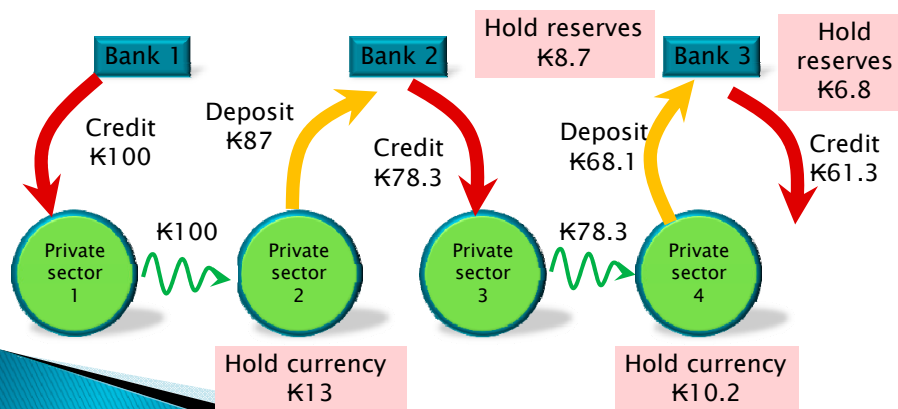 Bank 1
Credit
₭100
Private
sector
1
₭100
Deposit
₭87
Private
sector
2
Hold currency
₭13
Bank 2
Hold reserves
₭8.7
Credit
₭78.3
Private
sector
3
₭78.3
Deposit
₭68.1
Private
sector
4
Hold currency
₭10.2
Bank 3
Hold
reserves
₭6.8
Credit
₭61.3